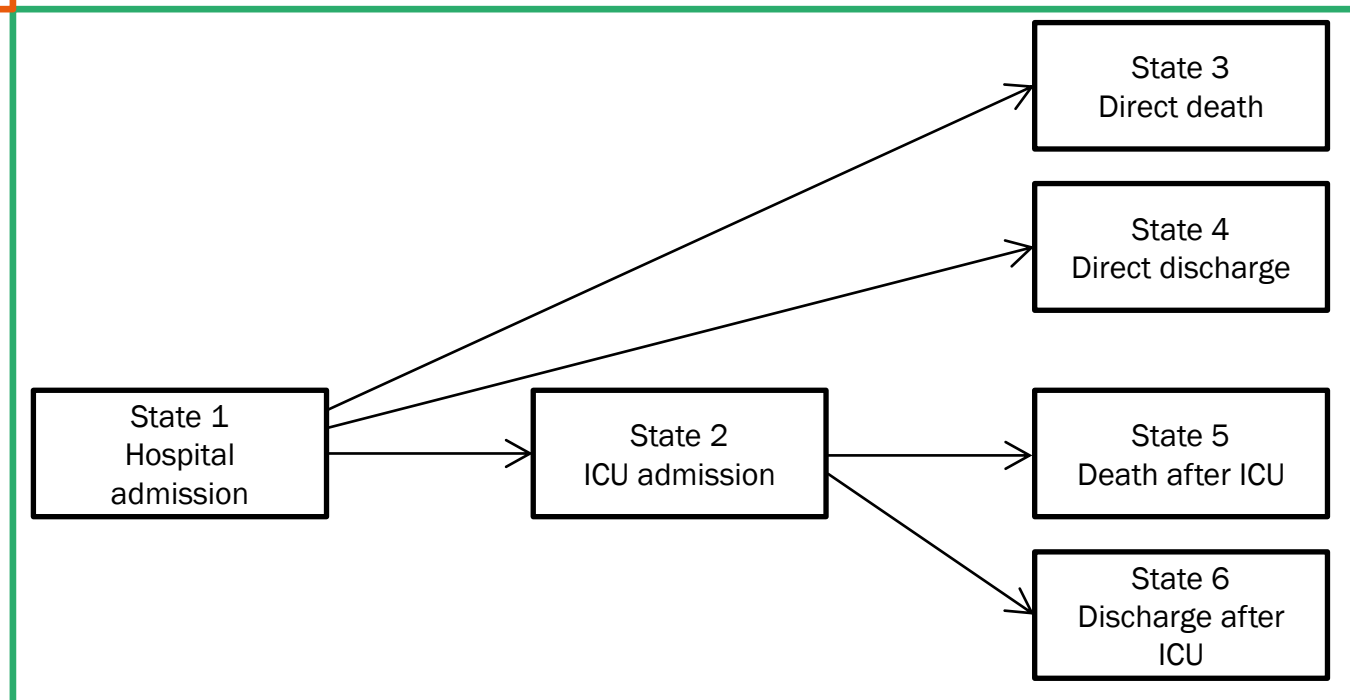 State 3
Direct death
State 4
Direct discharge
State 1
Hospital
admission
State 2
ICU admission
State 5
Death after ICU
State 6
Discharge after
ICU